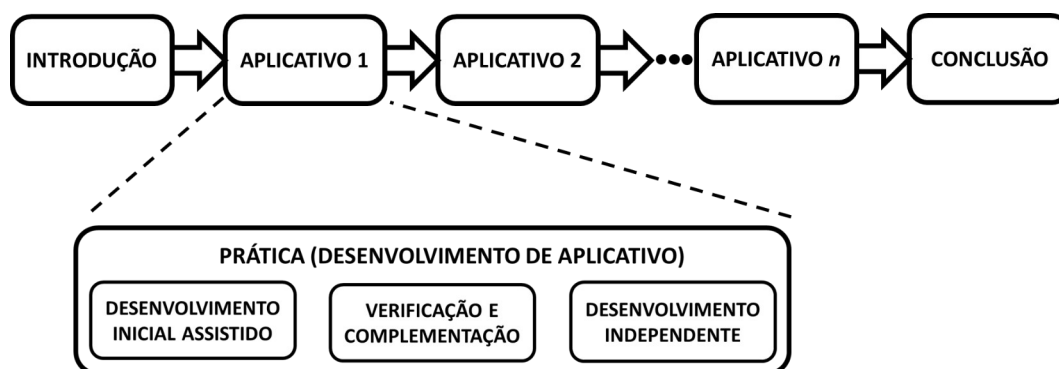 INTRODUÇÃO
APLICATIVO 1
APLICATIVO 2
APLICATIVO n
CONCLUSÃO
PRÁTICA (DESENVOLVIMENTO DE APLICATIVO)
DESENVOLVIMENTO
INICIAL ASSISTIDO
VERIFICAÇÃO E
COMPLEMENTAÇÃO
DESENVOLVIMENTO
INDEPENDENTE